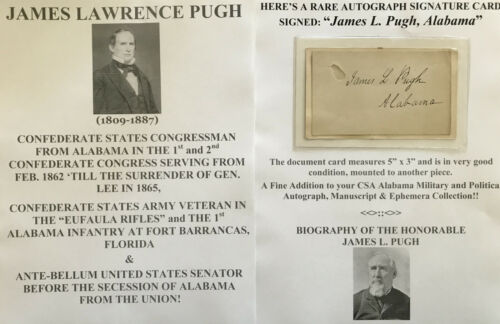 JAMES LAWRENCE PUGH
(1809-1887)
CONFEDERATE STATES CONGRESSMAN
FROM ALABAMA IN THE 1st and 2nd
CONFEDERATE CONGRESS SERVING FROM
FEB. 1862 'TILL THE SURRENDER OF GEN.
LEE IN 1865,
CONFEDERATE STATES ARMY VETERAN IN
THE "EUFAULA RIFLES" and THE 1st
ALABAMA INFANTRY AT FORT BARRANCAS,
FLORIDA
&
ANTE-BELLUM UNITED STATES SENATOR
BEFORE THE SECESSION OF ALABAMA
FROM THE UNION!
HERE'S A RARE AUTOGRAPH SIGNATURE CARD
SIGNED: "James L. Pugh, Alabama"
James L Pugh
Alabama
The document card measures 5" x 3" and is in very good
condition, mounted to another piece.
A Fine Addition to your CSA Alabama Military and Politica
Autograph, Manuscript & Ephemera Collection!!
<<>::<>>
BIOGRAPHY OF THE HONORABLE
JAMES L. PUGH